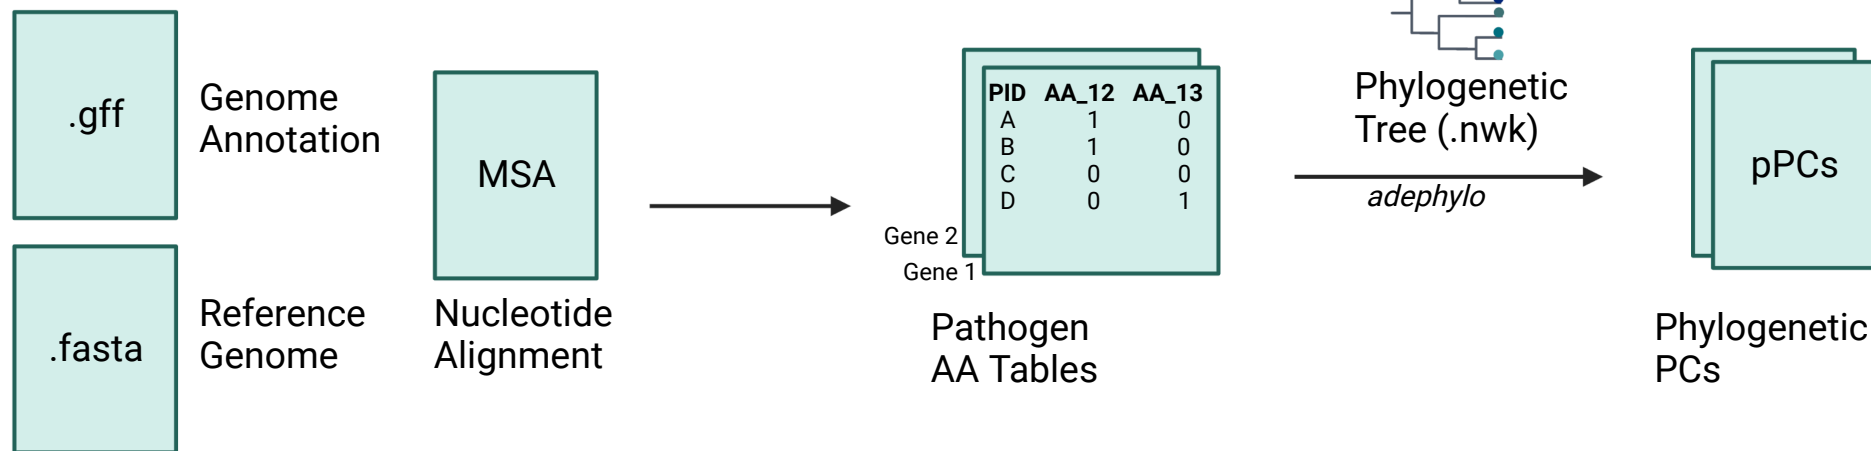 .gff
Genome
Annotation
.fasta
Reference
Genome
MSA
Nucleotide
Alignment
PID AA_12 AA_13
A 1 0
B 1 0
C 0 0
D 0 1
Gene 2
Gene 1
Pathogen
AA Tables
Phylogenetic
Tree (.nwk)
adephylo
pPCs
Phylogenetic
PCs